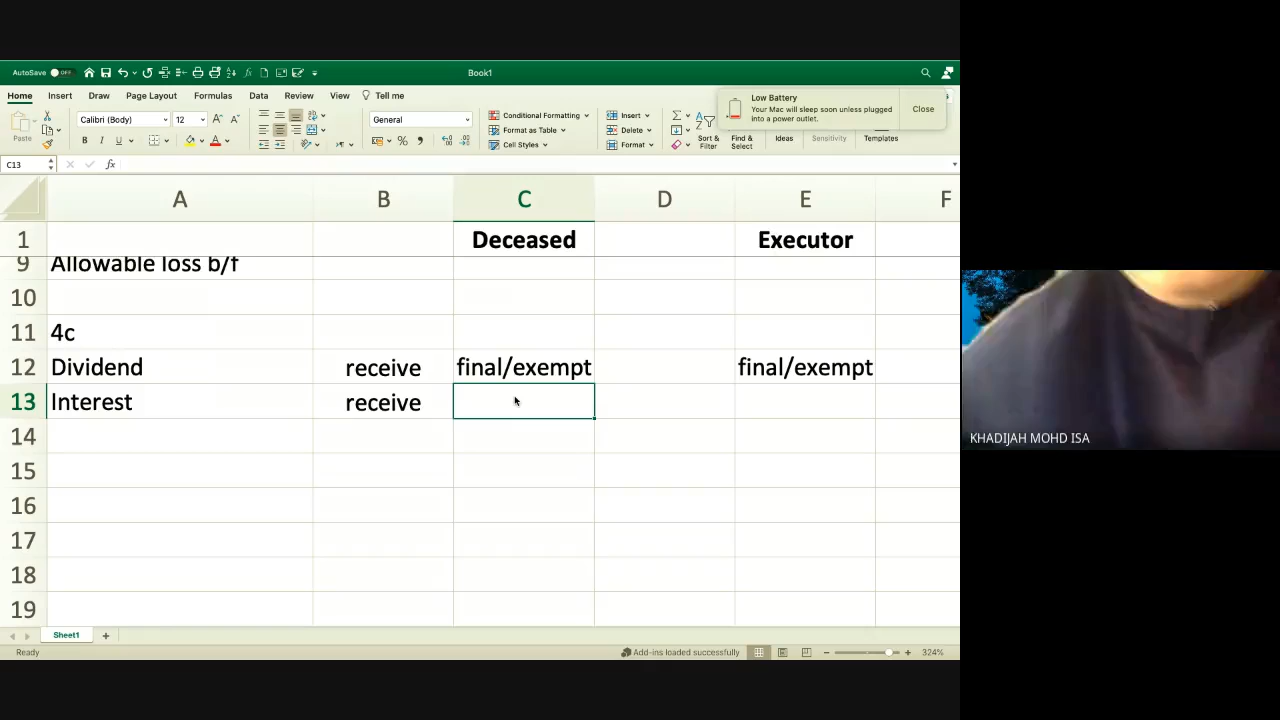 AutoSave OFF
Book1
Home Insert Draw Page Layout Formulas Data Review View Tell me
Low Battery
Your Mac will sleep soon unless plugged into a power outlet.
Close
Paste
Calibri (Body) 12
B I U
General
Conditional Formatting
Format as Table
Cell Styles
Insert
Delete
Format
Sort & Filter
Find & Select
Ideas
Sensitivity
Templates
C13
fx
A B C D E F
1 Deceased Executor
9 Allowable loss b/f
10
11 4c
12 Dividend receive final/exempt final/exempt
13 Interest receive
14
15
16
17
18
19
Sheet1
Ready
Add-ins loaded successfully
324%
KHADIJAH MOHD ISA